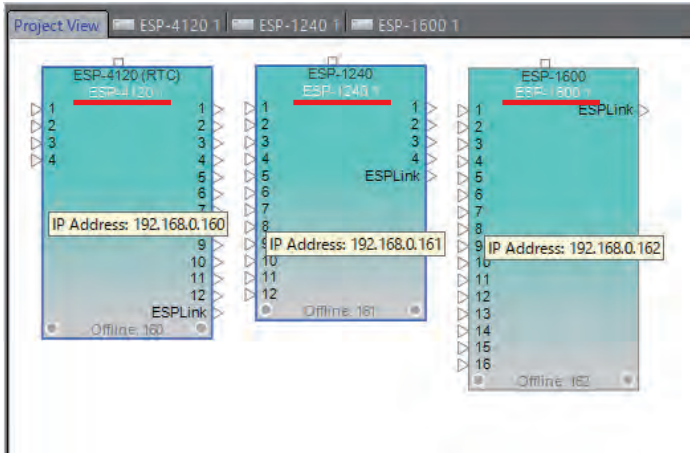 Project View
ESP-4120 1
ESP-1240 1
ESP-1600 1
ESP-4120 (RTC)
ESP-4120
1
2
3
4
1
2
3
4
5
6
7
IP Address: 192.168.0.160
9
10
11
12
ESPLink
Offline: 160
ESP-1240
ESP-1240 1
1
2
3
4
5
6
7
8
9
10
11
12
1
2
3
4
ESPLink
IP Address: 192.168.0.161
Offline: 161
ESP-1600
ESP-1600 1
1
2
3
4
5
6
7
8
9
10
11
12
13
14
15
16
ESPLink
IP Address: 192.168.0.162
Offline: 162